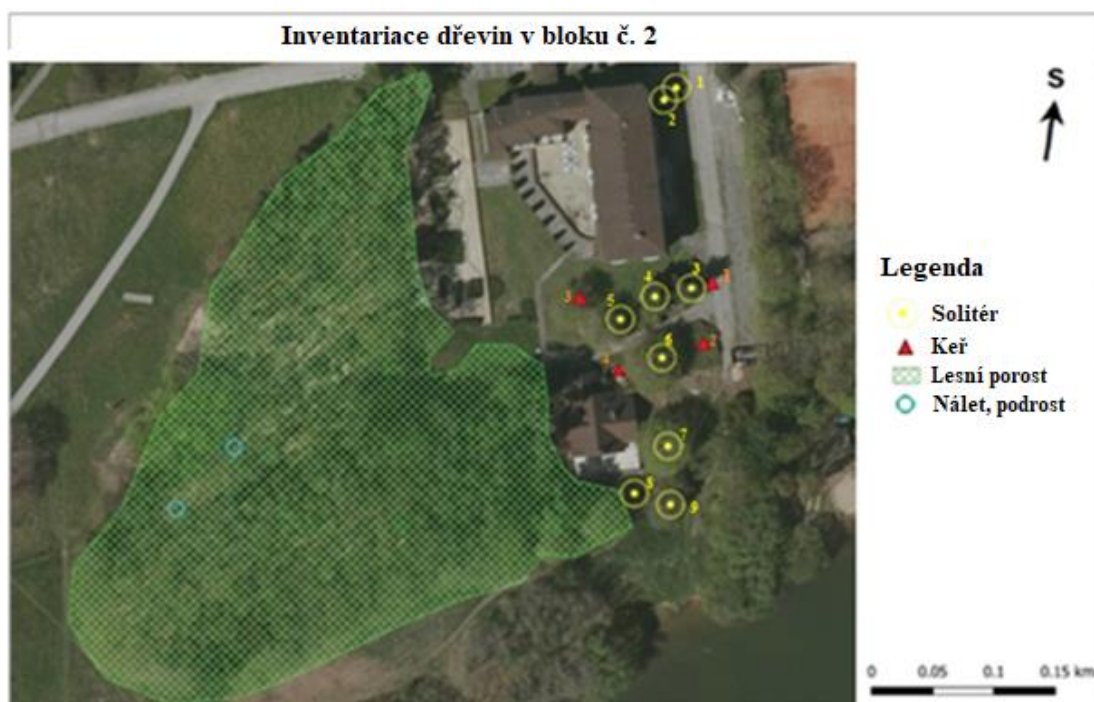 Inventariace dřevin v bloku č. 2
1
2
S
3
1
4
3
5
2
6
Legenda
Solitér
Keř
Lesní porost
Nálet, podrost
7
8
9
0 0.05 0.1 0.15 km